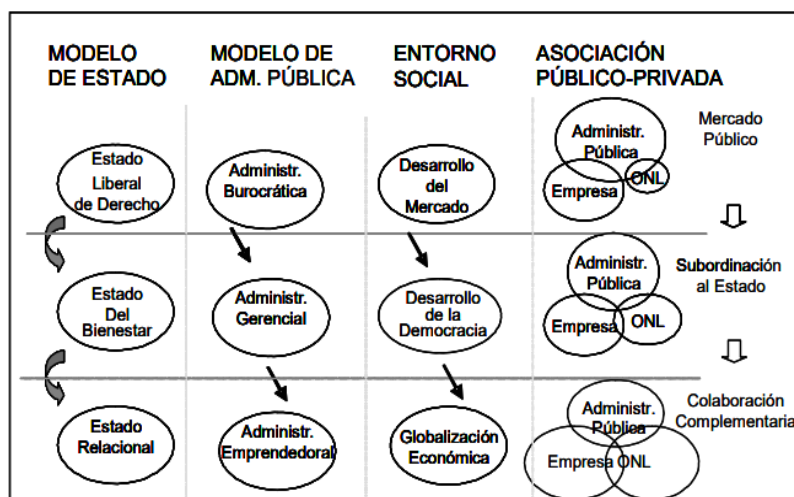 MODELO
DE ESTADO
MODELO DE
ADM. PÚBLICA
ENTORNO
SOCIAL
ASOCIACIÓN
PÚBLICO-PRIVADA
Estado
Liberal
de Derecho
Administr.
Burocrática
Desarrollo
del
Mercado
Administr.
Pública
Empresa
ONL
Mercado
Público
Estado
Del
Bienestar
Administr.
Gerencial
Desarrollo
de la
Democracia
Administr.
Pública
Empresa
ONL
Subordinación
al Estado
Estado
Relacional
Administr.
Emprendedoral
Globalización
Económica
Administr.
Pública
Empresa
ONL
Colaboración
Complementaria